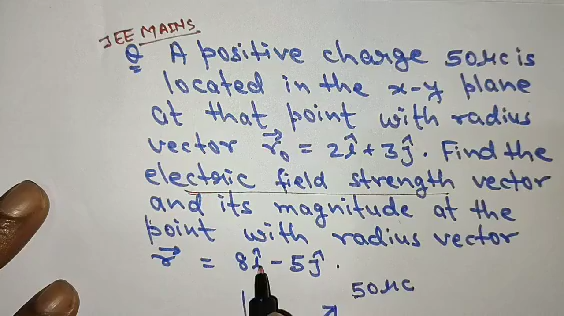 JEE MAINS
Q A positive charge 50μC is
located in the x-y plane
at that point with radius
vector r⃗₀ = 2î + 3ĵ. Find the
electric field strength vector
and its magnitude at the
point with radius vector
r⃗ = 8î - 5ĵ.
50μC